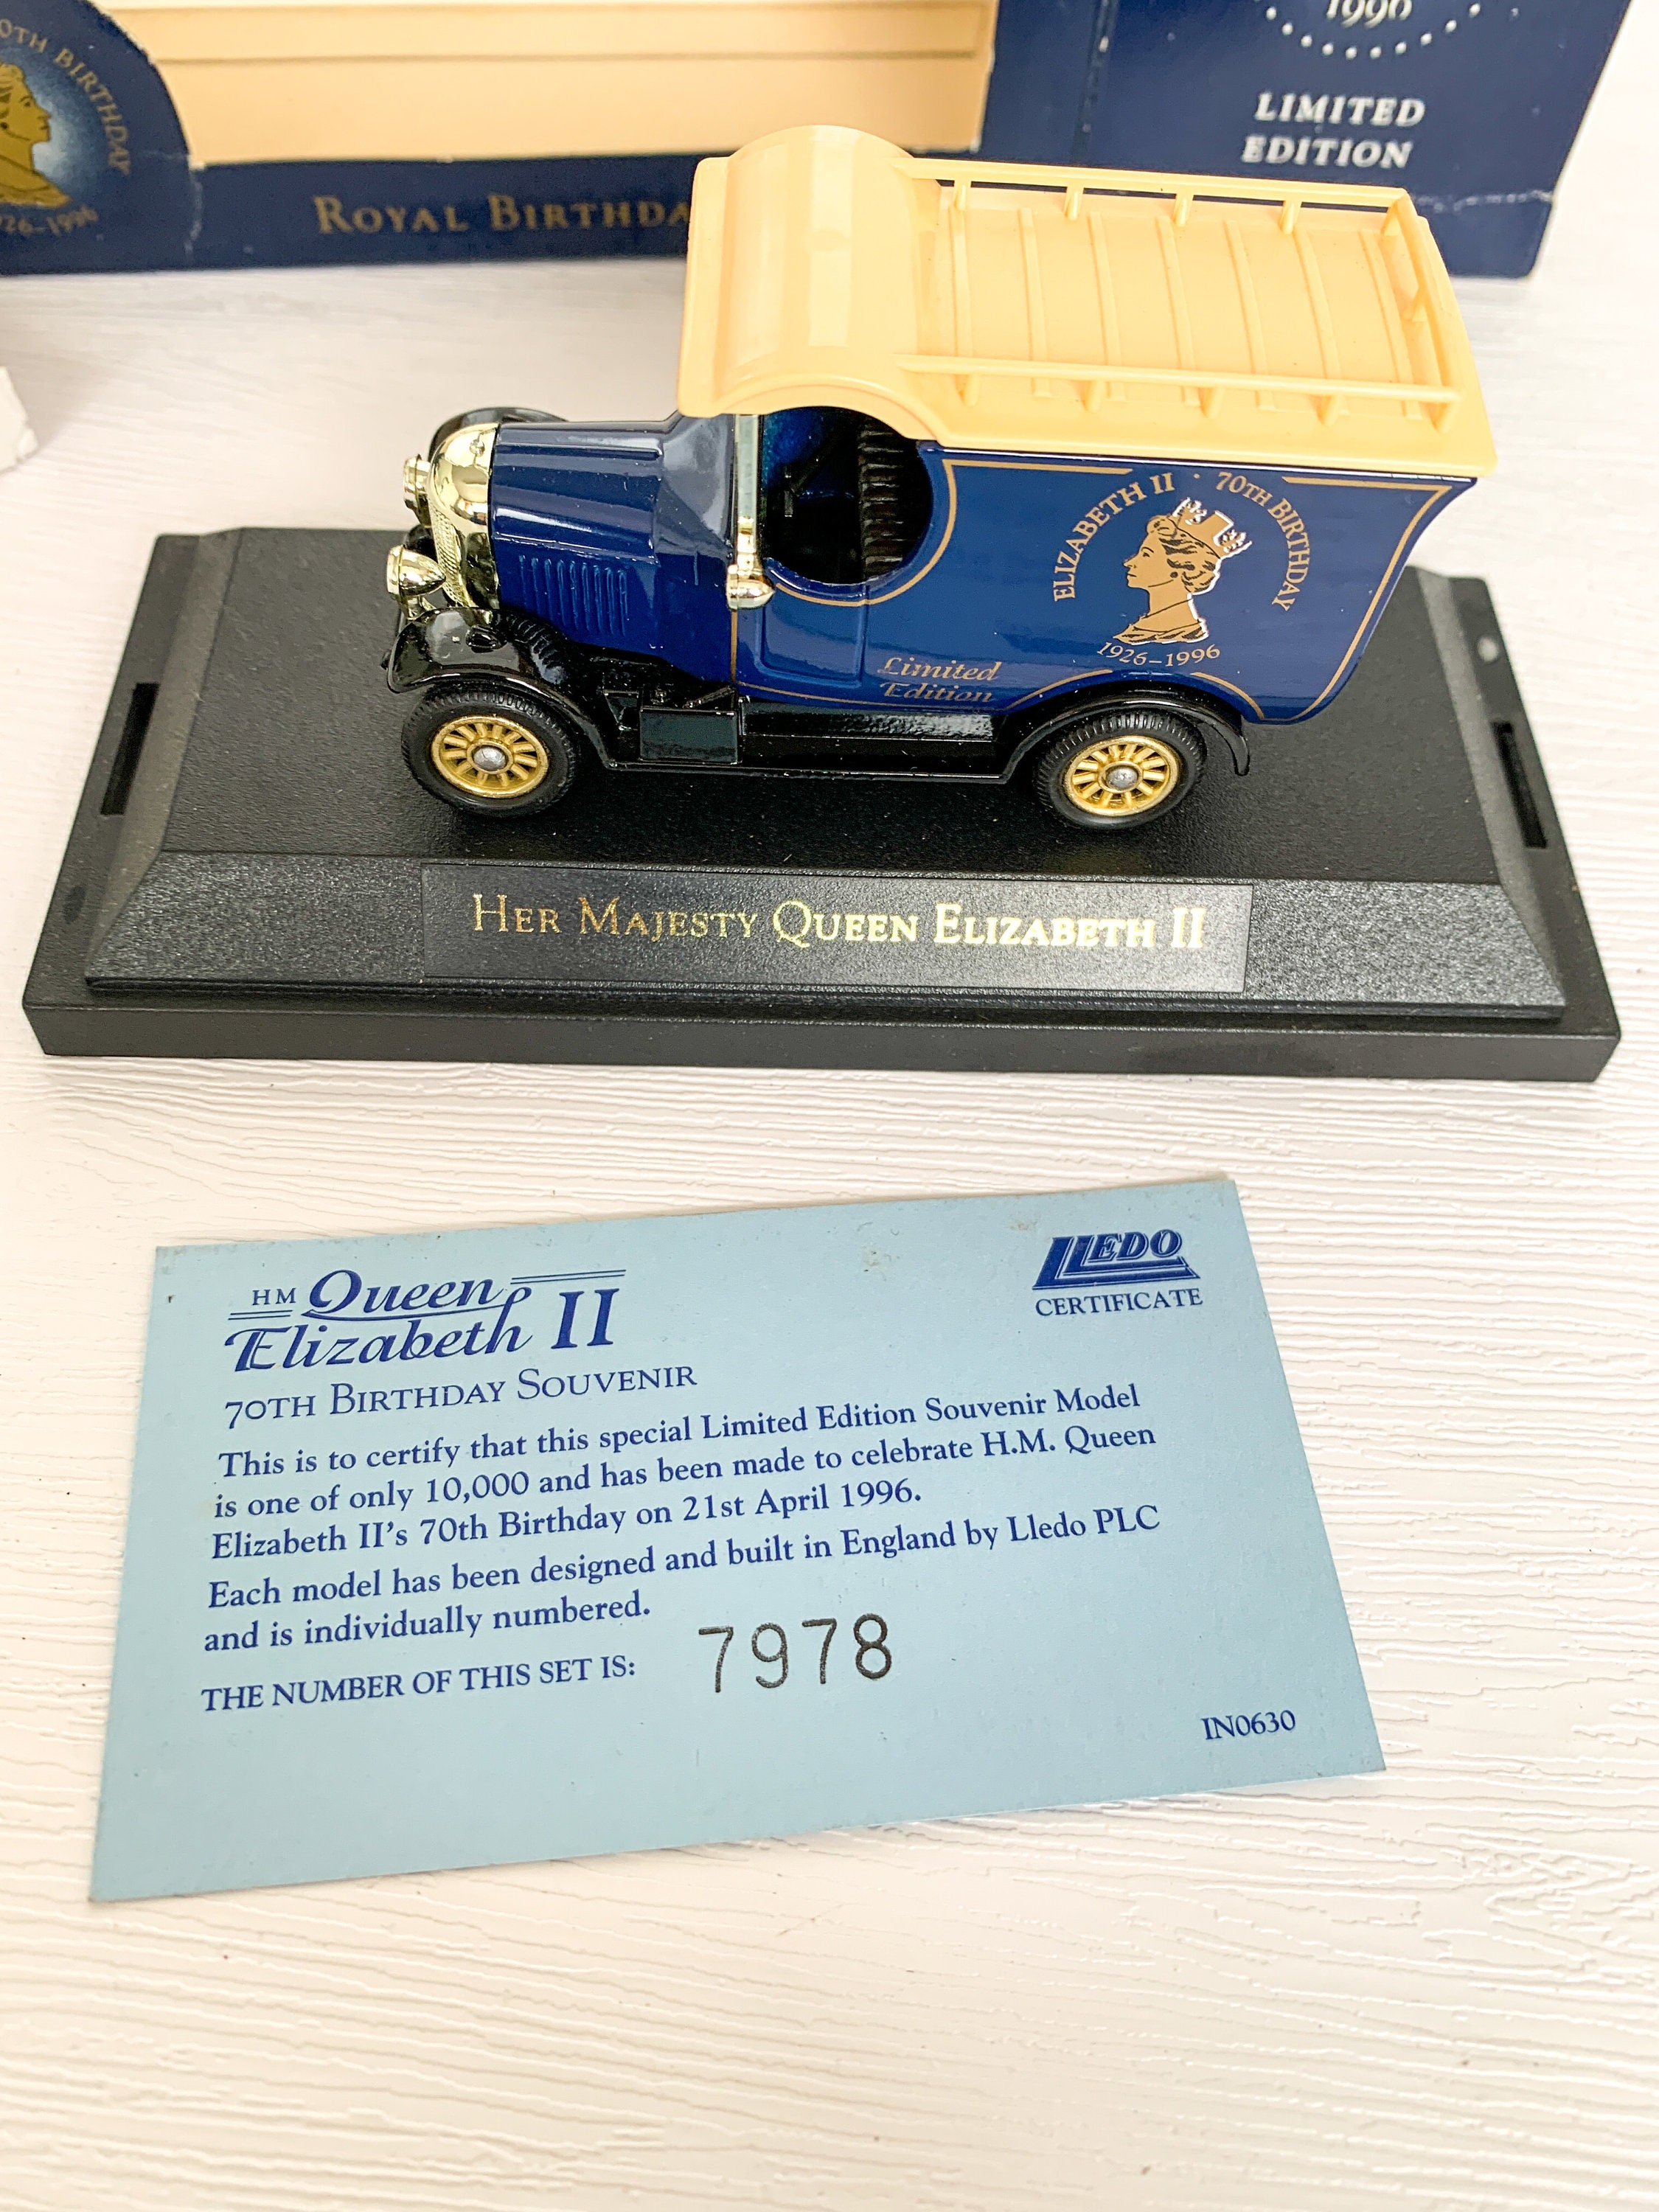 BIRTHDAY
1996
LIMITED
EDITION
ROYAL
ELIZABETH II · 70TH BIRTHDAY
1926–1996
Limited
Edition
HER MAJESTY QUEEN ELIZABETH II
HM Queen
Elizabeth II
70TH BIRTHDAY SOUVENIR
LLEDO
CERTIFICATE
This is to certify that this special Limited Edition Souvenir Model
is one of only 10,000 and has been made to celebrate H.M. Queen
Elizabeth II's 70th Birthday on 21st April 1996.
Each model has been designed and built in England by Lledo PLC
and is individually numbered.
THE NUMBER OF THIS SET IS: 7978
IN0630